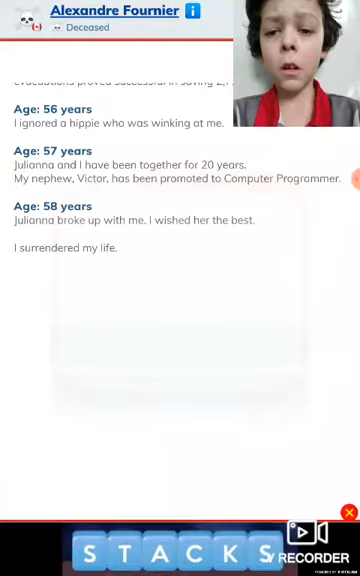 Alexandre Fournier
Deceased
Age: 56 years
I ignored a hippie who was winking at me.
Age: 57 years
Julianna and I have been together for 20 years.
My nephew, Victor, has been promoted to Computer Programmer.
Age: 58 years
Julianna broke up with me. I wished her the best.
I surrendered my life.
STACKS
RECORDER